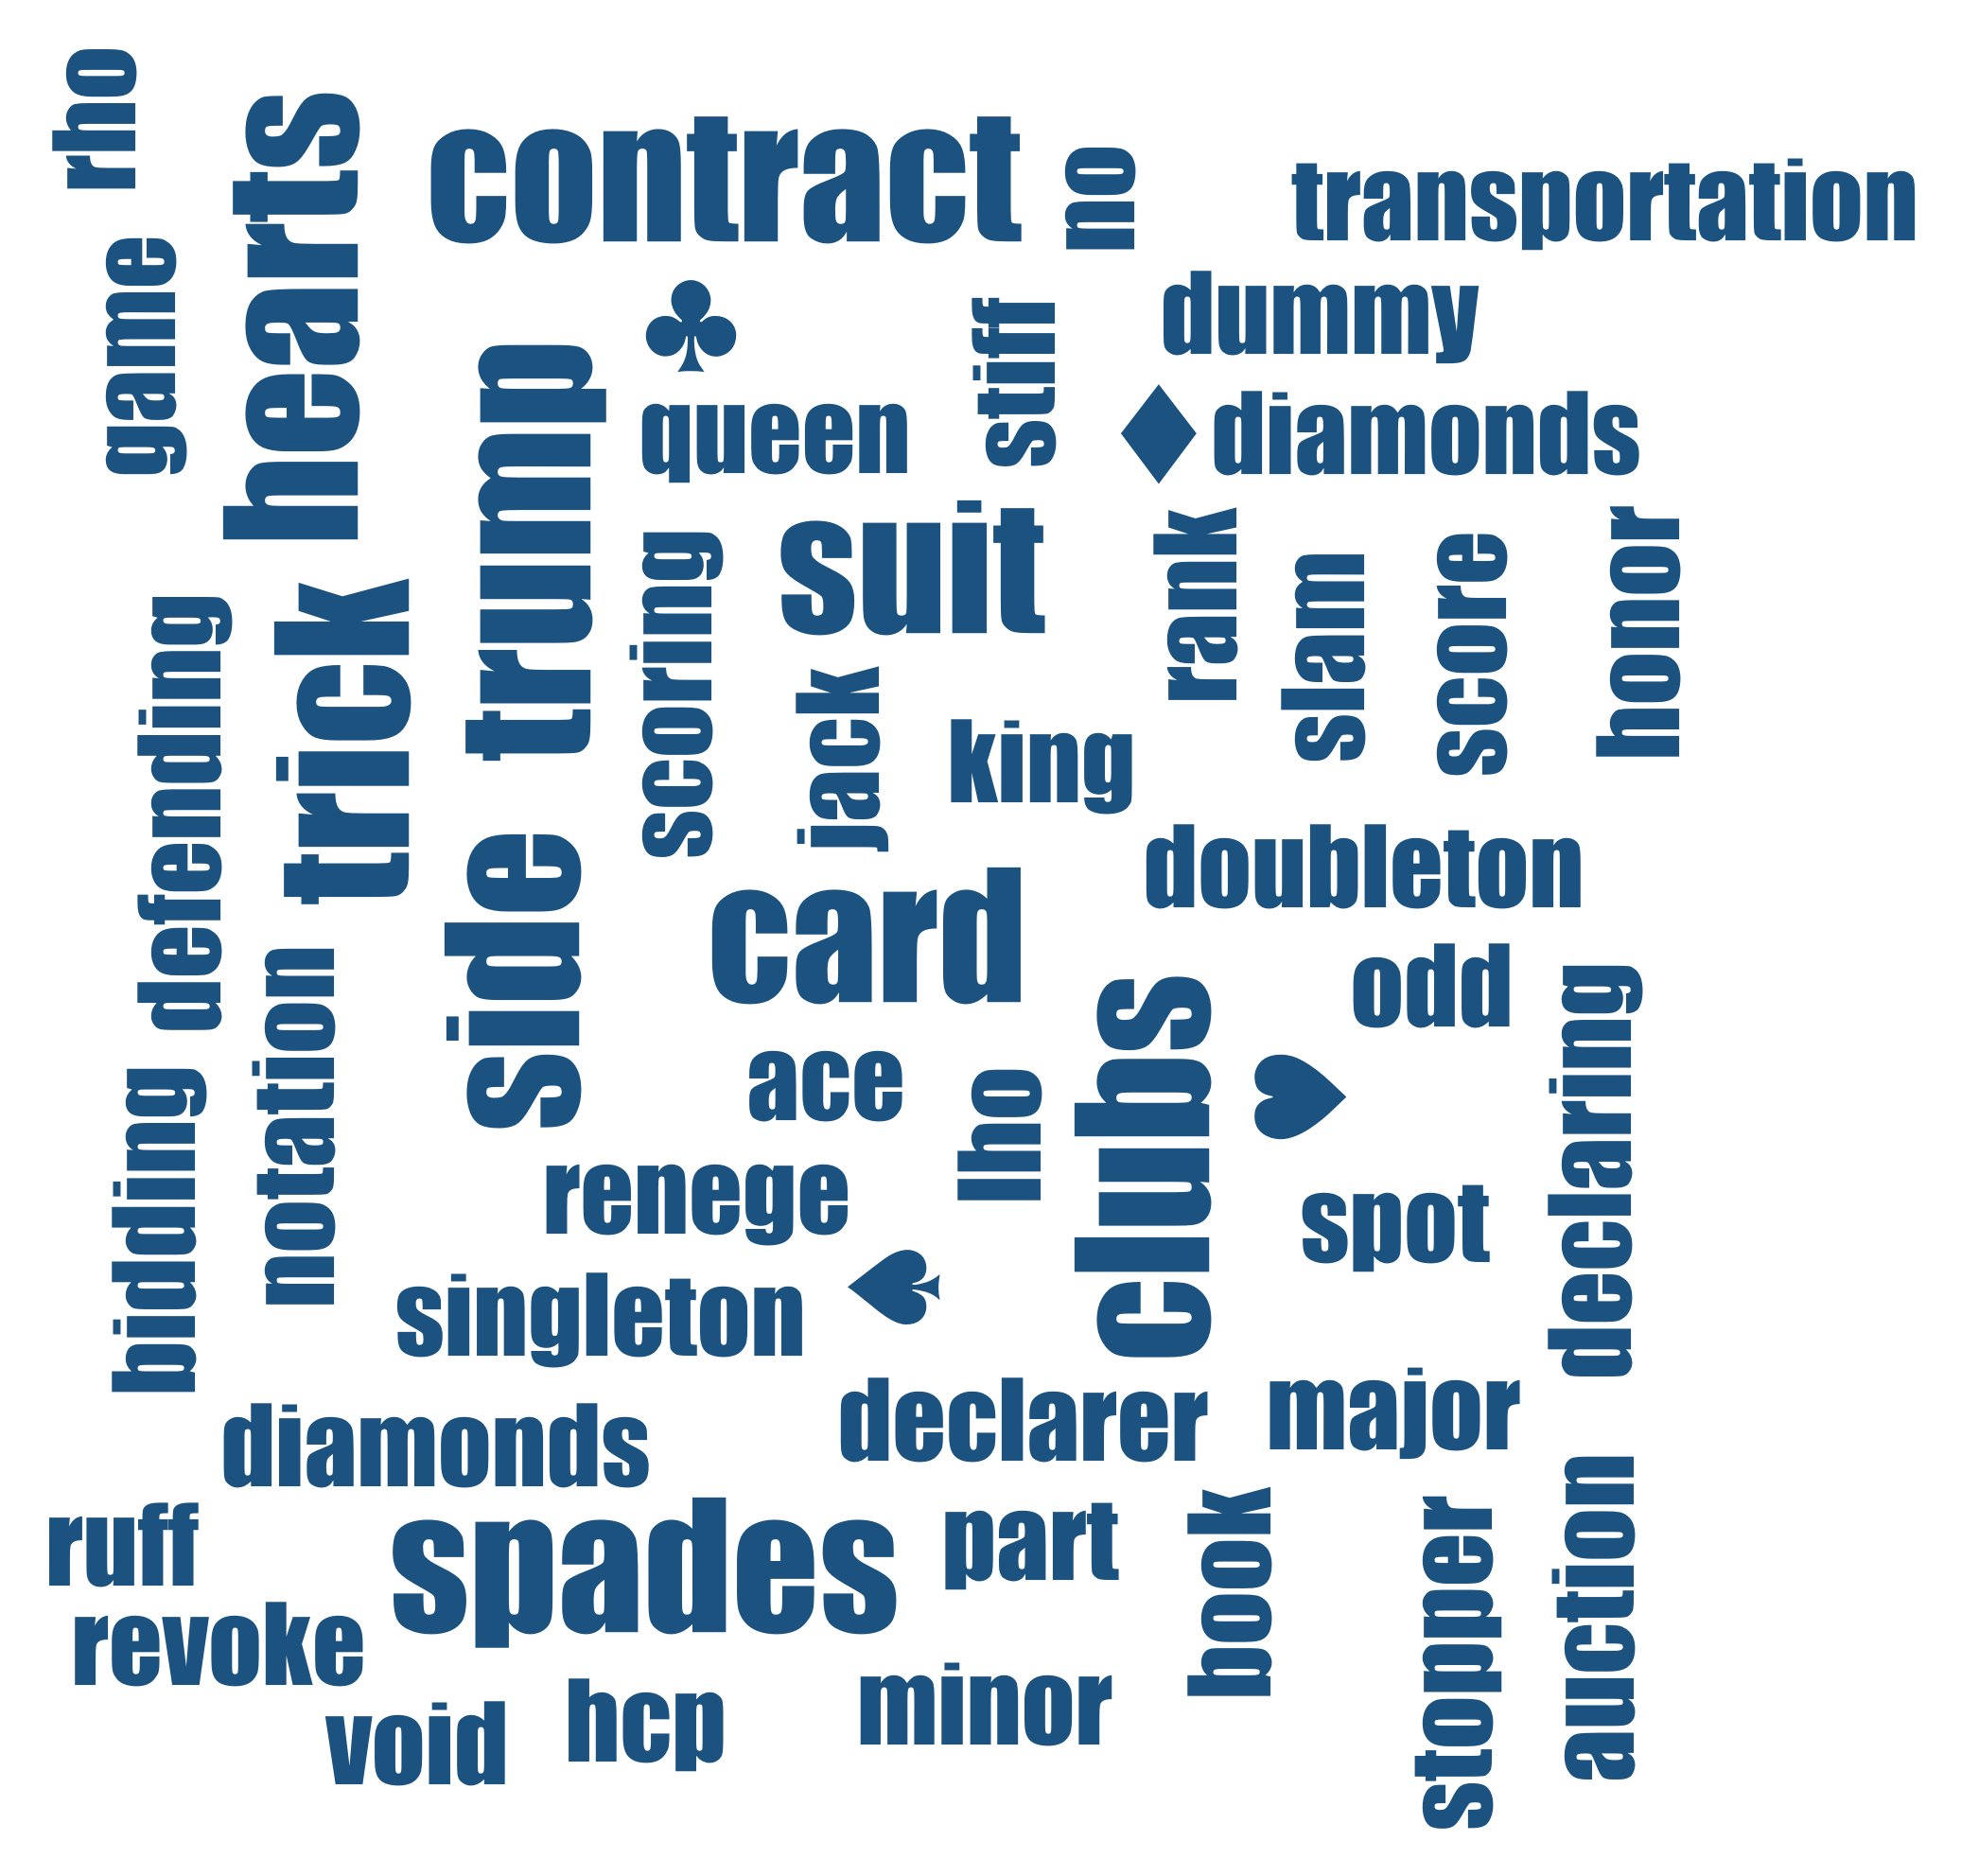 rho
hearts
contract
no
transportation
game
♣
stiff
dummy
trump
queen
♦ diamonds
suit
rank
slam
score
honor
defending
trick
scoring
jack
king
doubleton
side
card
odd
notation
clubs
declaring
bidding
ace
lho
♥
renege
spot
singleton
♠
diamonds
declarer
major
ruff
spades
part
book
stopper
auction
revoke
void
hcp
minor